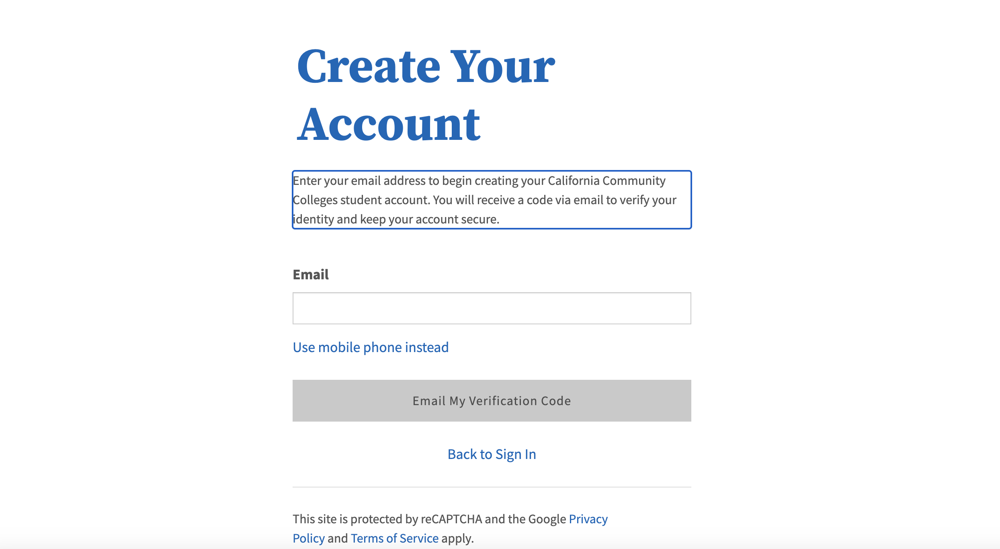 Create Your
Account
Enter your email address to begin creating your California Community
Colleges student account. You will receive a code via email to verify your
identity and keep your account secure.
Email
Use mobile phone instead
Email My Verification Code
Back to Sign In
This site is protected by reCAPTCHA and the Google Privacy
Policy and Terms of Service apply.